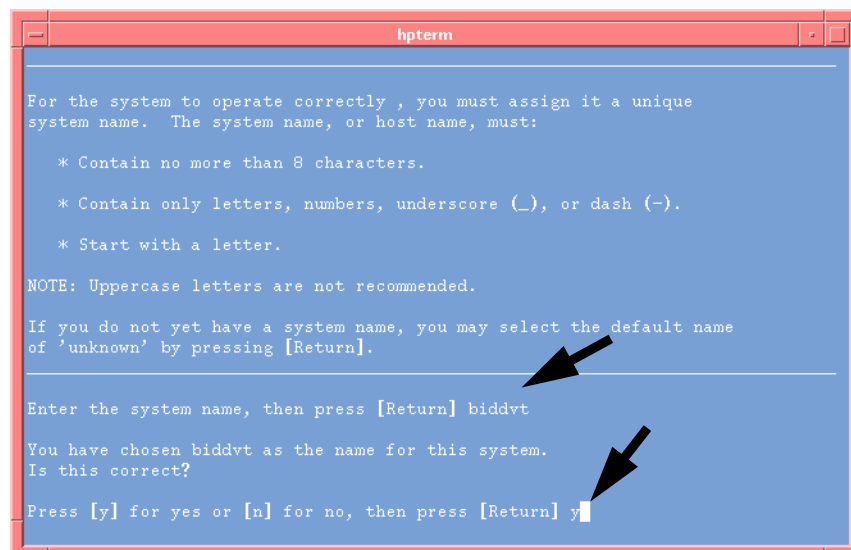 hpterm
For the system to operate correctly , you must assign it a unique
system name.  The system name, or host name, must:
* Contain no more than 8 characters.
* Contain only letters, numbers, underscore (_), or dash (-).
* Start with a letter.
NOTE: Uppercase letters are not recommended.
If you do not yet have a system name, you may select the default name
of 'unknown' by pressing [Return].
Enter the system name, then press [Return] biddvt
You have chosen biddvt as the name for this system.
Is this correct?
Press [y] for yes or [n] for no, then press [Return] y